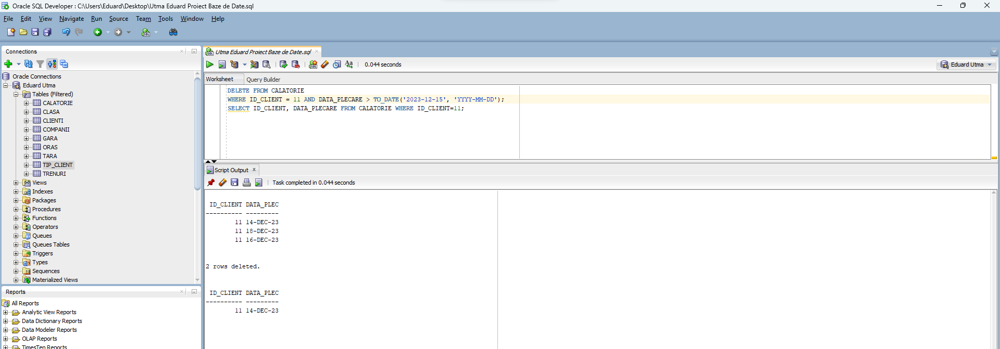 Oracle SQL Developer : C:\Users\Eduard\Desktop\Utma Eduard Proiect Baze de Date.sql
File Edit View Navigate Run Source Team Tools Window Help
Connections
Oracle Connections
Eduard Utma
Tables (Filtered)
CALATORIE
CLASA
CLIENTI
COMPANII
GARA
ORAS
TARA
TIP_CLIENT
TRENURI
Views
Indexes
Packages
Procedures
Functions
Operators
Queues
Queues Tables
Triggers
Types
Sequences
Materialized Views
Reports
All Reports
Analytic View Reports
Data Dictionary Reports
Data Modeler Reports
OLAP Reports
TimesTen Reports
Utma Eduard Proiect Baze de Date.sql
0.044 seconds
Eduard Utma
Worksheet Query Builder
DELETE FROM CALATORIE
WHERE ID_CLIENT = 11 AND DATA_PLECARE > TO_DATE('2023-12-15', 'YYYY-MM-DD');
SELECT ID_CLIENT, DATA_PLECARE FROM CALATORIE WHERE ID_CLIENT=11;
Script Output
Task completed in 0.044 seconds
ID_CLIENT DATA_PLEC
---------- ---------
11 14-DEC-23
11 18-DEC-23
11 16-DEC-23
2 rows deleted.
ID_CLIENT DATA_PLEC
---------- ---------
11 14-DEC-23